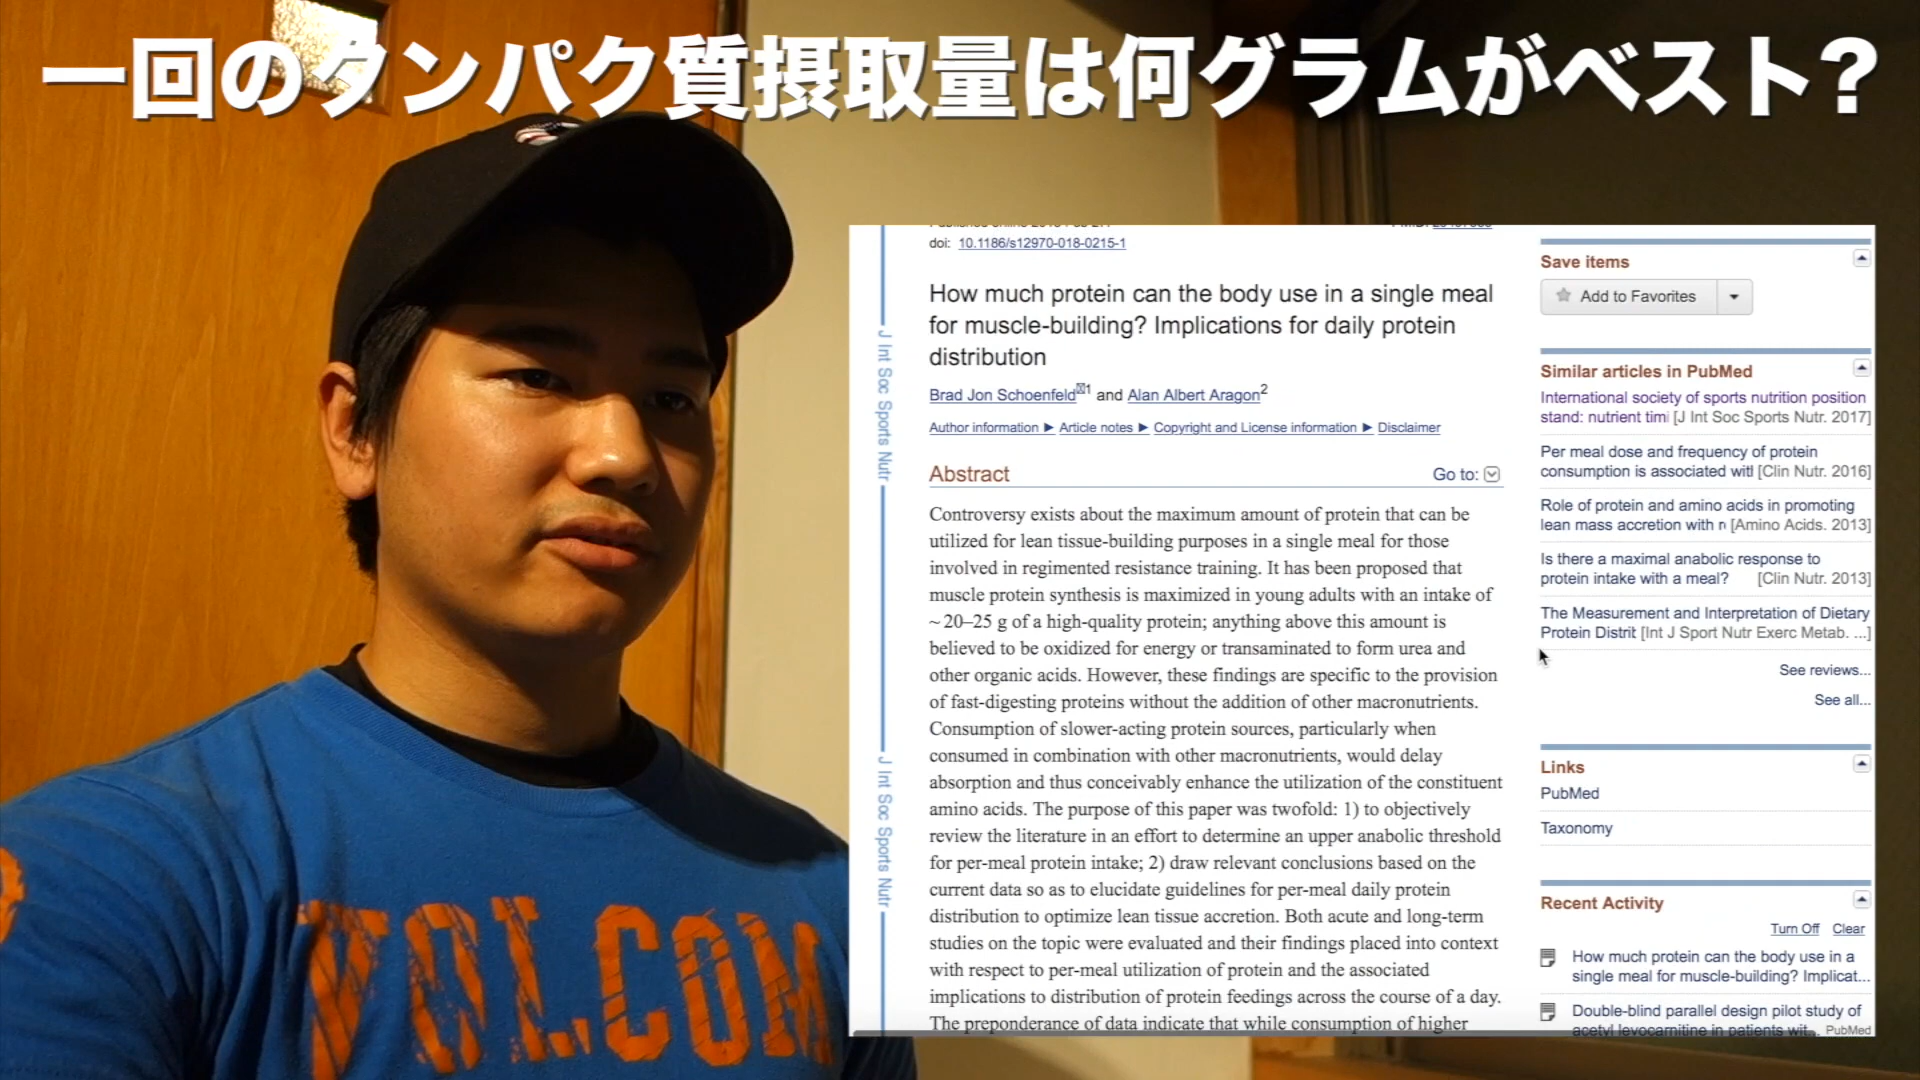 一回のタンパク質摂取量は何グラムがベスト?
doi: 10.1186/s12970-018-0215-1
How much protein can the body use in a single meal
for muscle-building? Implications for daily protein
distribution
Brad Jon Schoenfeld1 and Alan Albert Aragon2
Author information ▶ Article notes ▶ Copyright and License information ▶ Disclaimer
Abstract
Go to:
Controversy exists about the maximum amount of protein that can be
utilized for lean tissue-building purposes in a single meal for those
involved in regimented resistance training. It has been proposed that
muscle protein synthesis is maximized in young adults with an intake of
~ 20–25 g of a high-quality protein; anything above this amount is
believed to be oxidized for energy or transaminated to form urea and
other organic acids. However, these findings are specific to the provision
of fast-digesting proteins without the addition of other macronutrients.
Consumption of slower-acting protein sources, particularly when
consumed in combination with other macronutrients, would delay
absorption and thus conceivably enhance the utilization of the constituent
amino acids. The purpose of this paper was twofold: 1) to objectively
review the literature in an effort to determine an upper anabolic threshold
for per-meal protein intake; 2) draw relevant conclusions based on the
current data so as to elucidate guidelines for per-meal daily protein
distribution to optimize lean tissue accretion. Both acute and long-term
studies on the topic were evaluated and their findings placed into context
with respect to per-meal utilization of protein and the associated
implications to distribution of protein feedings across the course of a day.
The preponderance of data indicate that while consumption of higher
J Int Soc Sports Nutr
J Int Soc Sports Nutr
Save items
Add to Favorites
Similar articles in PubMed
International society of sports nutrition position
stand: nutrient tim [J Int Soc Sports Nutr. 2017]
Per meal dose and frequency of protein
consumption is associated with [Clin Nutr. 2016]
Role of protein and amino acids in promoting
lean mass accretion with r [Amino Acids. 2013]
Is there a maximal anabolic response to
protein intake with a meal? [Clin Nutr. 2013]
The Measurement and Interpretation of Dietary
Protein Distrit [Int J Sport Nutr Exerc Metab. ...]
See reviews...
See all...
Links
PubMed
Taxonomy
Recent Activity
Turn Off Clear
How much protein can the body use in a
single meal for muscle-building? Implicat...
Double-blind parallel design pilot study of
acetyl levocarnitine in patients wit... PubMed
VOLCOM